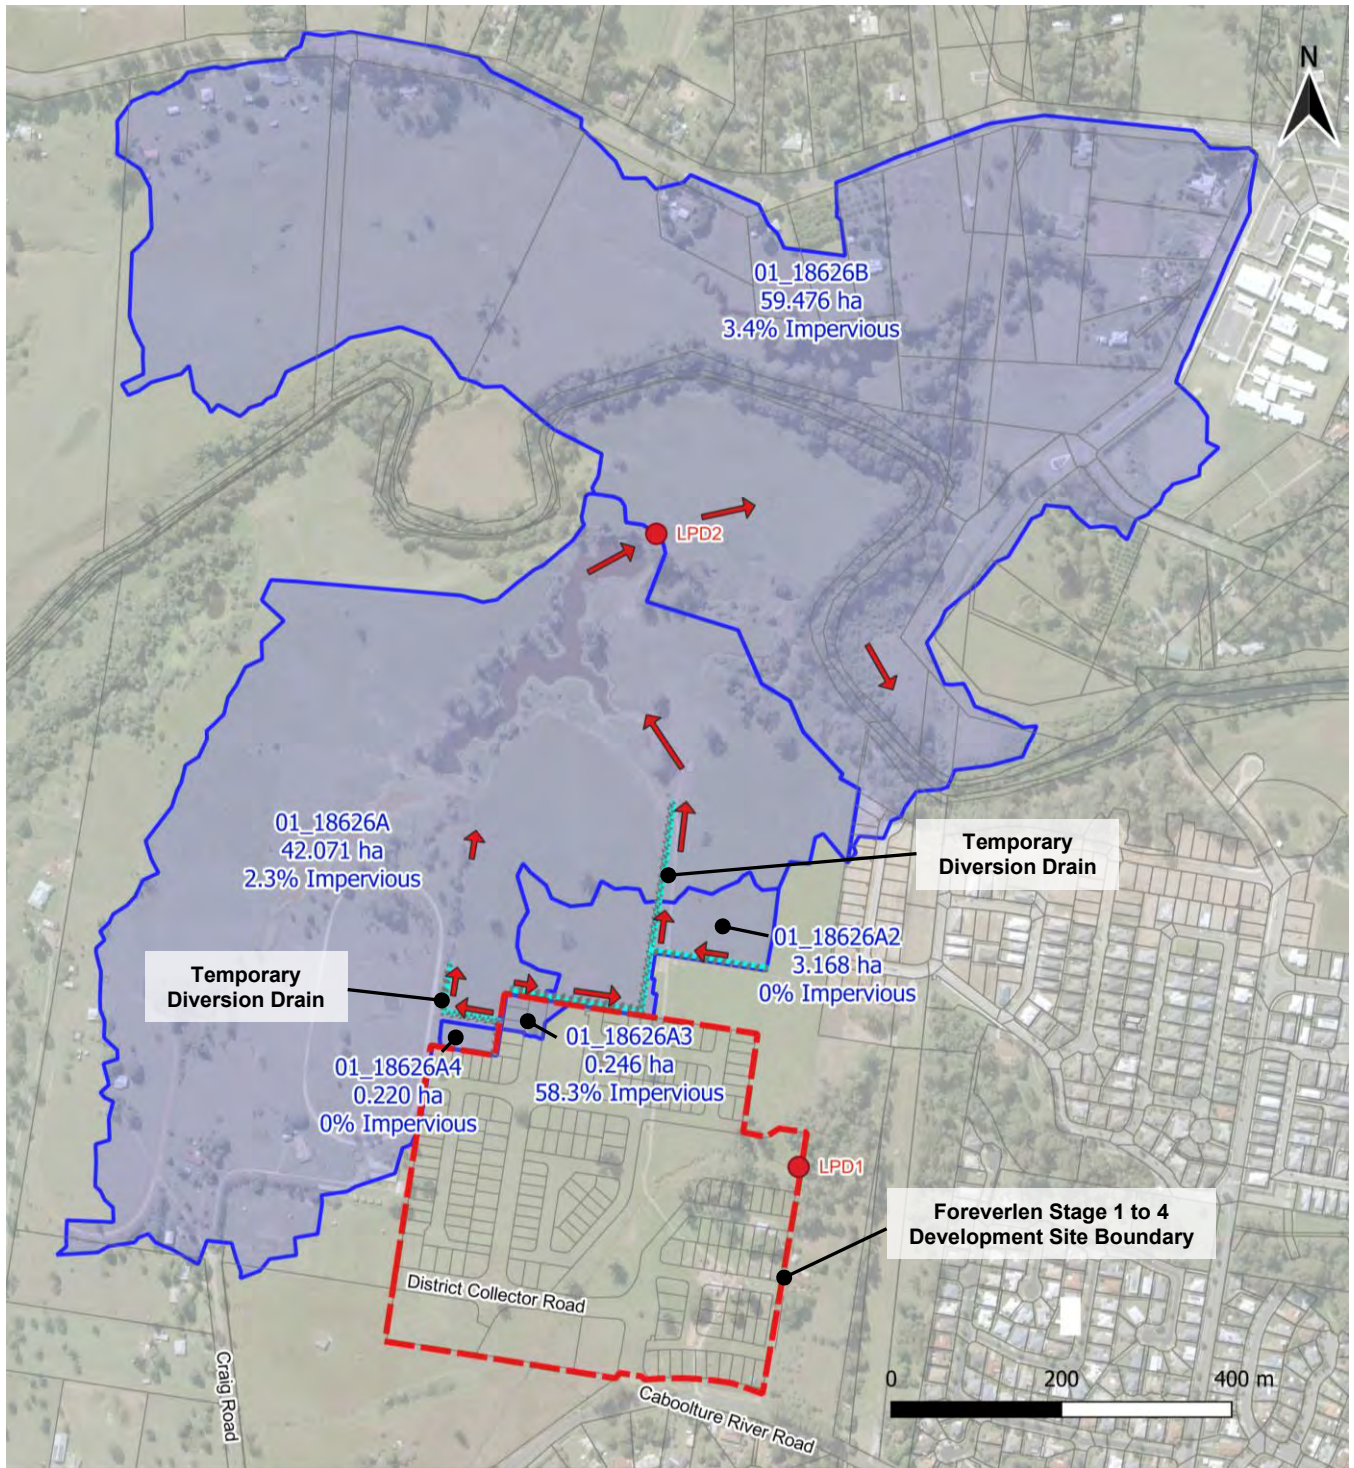 N
01_18626B
59.476 ha
3.4% Impervious
LPD2
01_18626A
42.071 ha
2.3% Impervious
Temporary
Diversion Drain
01_18626A2
3.168 ha
0% Impervious
Temporary
Diversion Drain
01_18626A3
0.246 ha
58.3% Impervious
01_18626A4
0.220 ha
0% Impervious
LPD1
Foreverlen Stage 1 to 4
Development Site Boundary
District Collector Road
Craig Road
Caboolture River Road
0 200 400 m